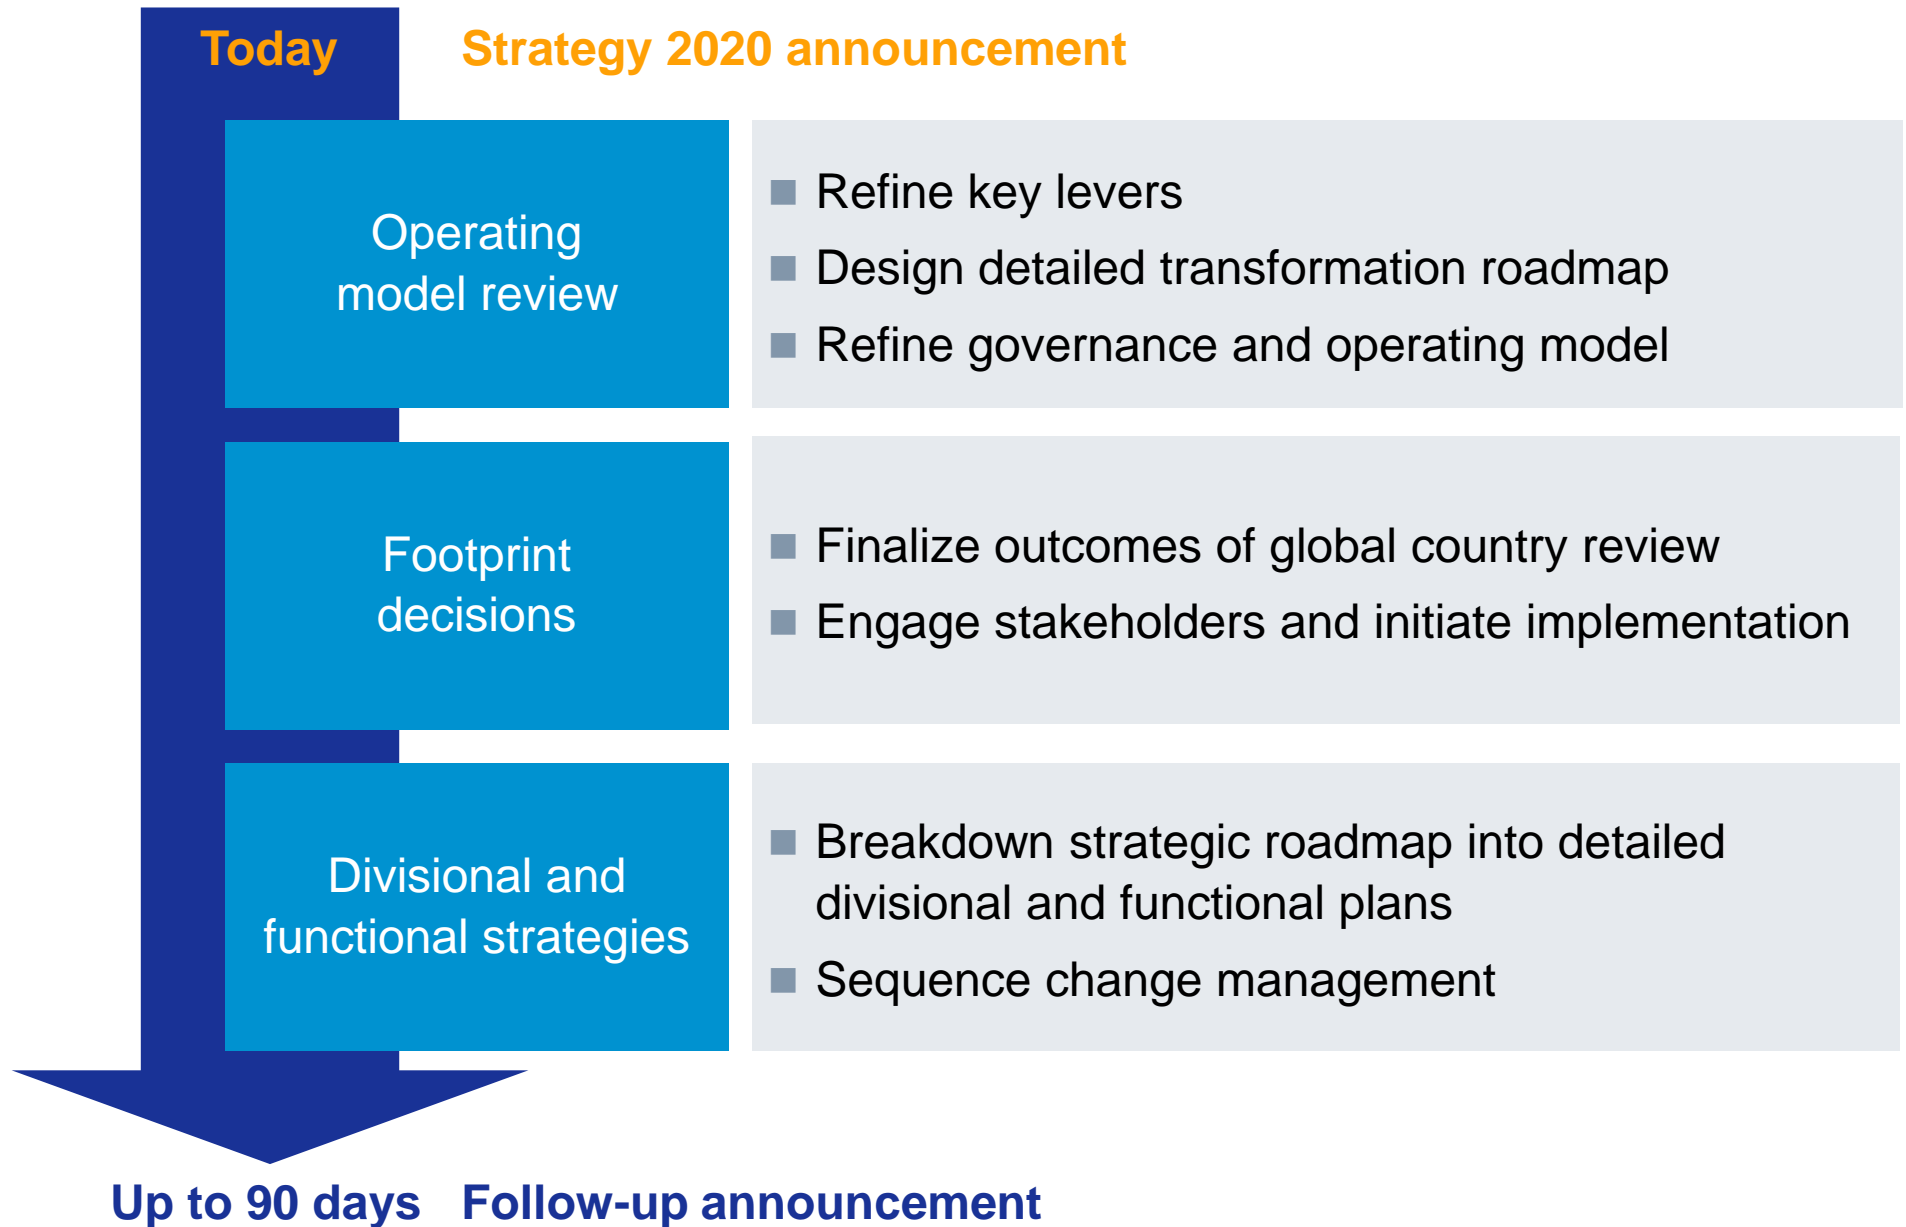 Today Strategy 2020 announcement
Operating
model review
Refine key levers
Design detailed transformation roadmap
Refine governance and operating model
Footprint
decisions
Finalize outcomes of global country review
Engage stakeholders and initiate implementation
Divisional and
functional strategies
Breakdown strategic roadmap into detailed
divisional and functional plans
Sequence change management
Up to 90 days Follow-up announcement